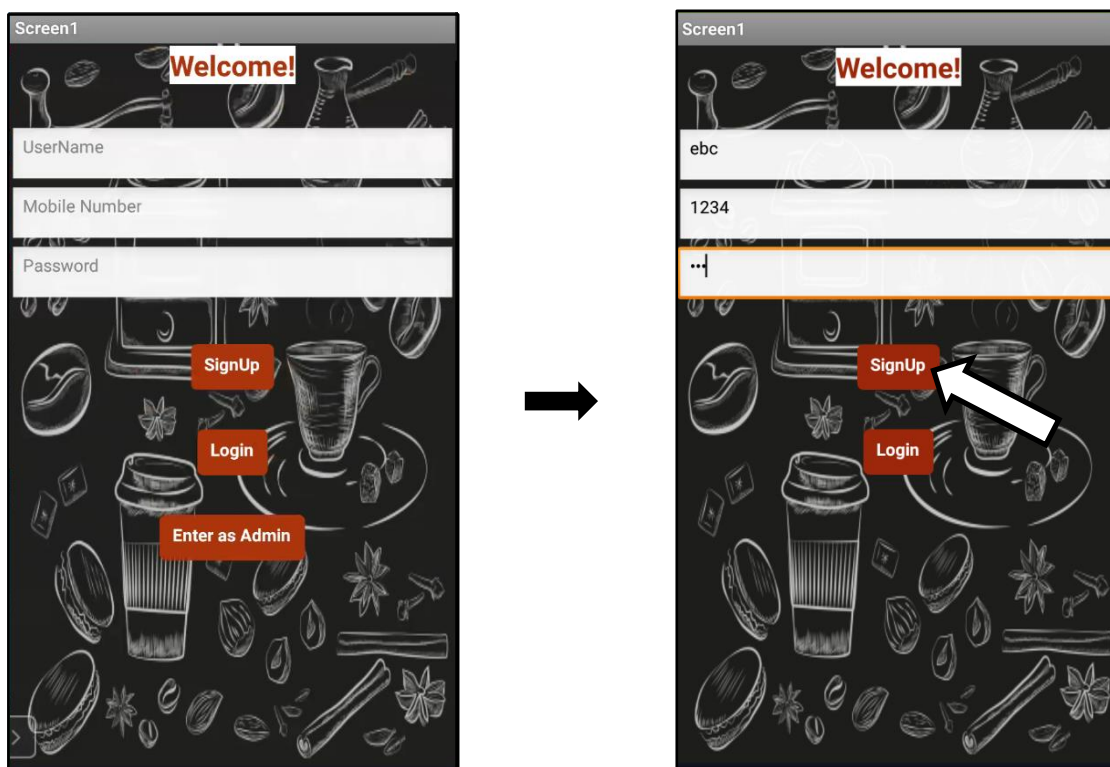 Screen1
Welcome!
UserName
Mobile Number
Password
SignUp
Login
Enter as Admin
Screen1
Welcome!
ebc
1234
•••
SignUp
Login